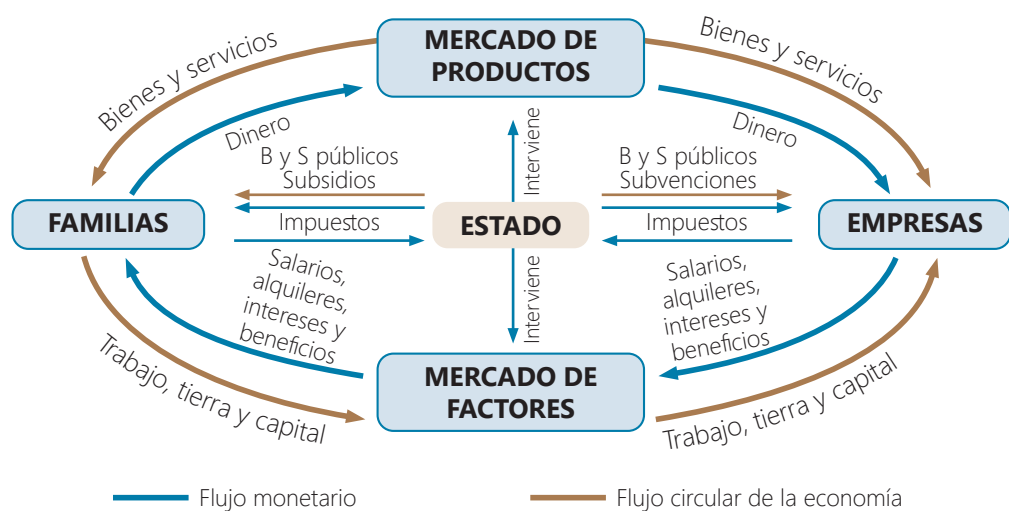 MERCADO DE
PRODUCTOS
Bienes y servicios
Bienes y servicios
Dinero
Dinero
Interviene
B y S públicos
Subsidios
B y S públicos
Subvenciones
FAMILIAS
Impuestos
ESTADO
Impuestos
EMPRESAS
Salarios,
alquileres,
intereses y
beneficios
Interviene
Salarios,
alquileres,
intereses y
beneficios
Trabajo, tierra y capital
MERCADO DE
FACTORES
Trabajo, tierra y capital
Flujo monetario
Flujo circular de la economía